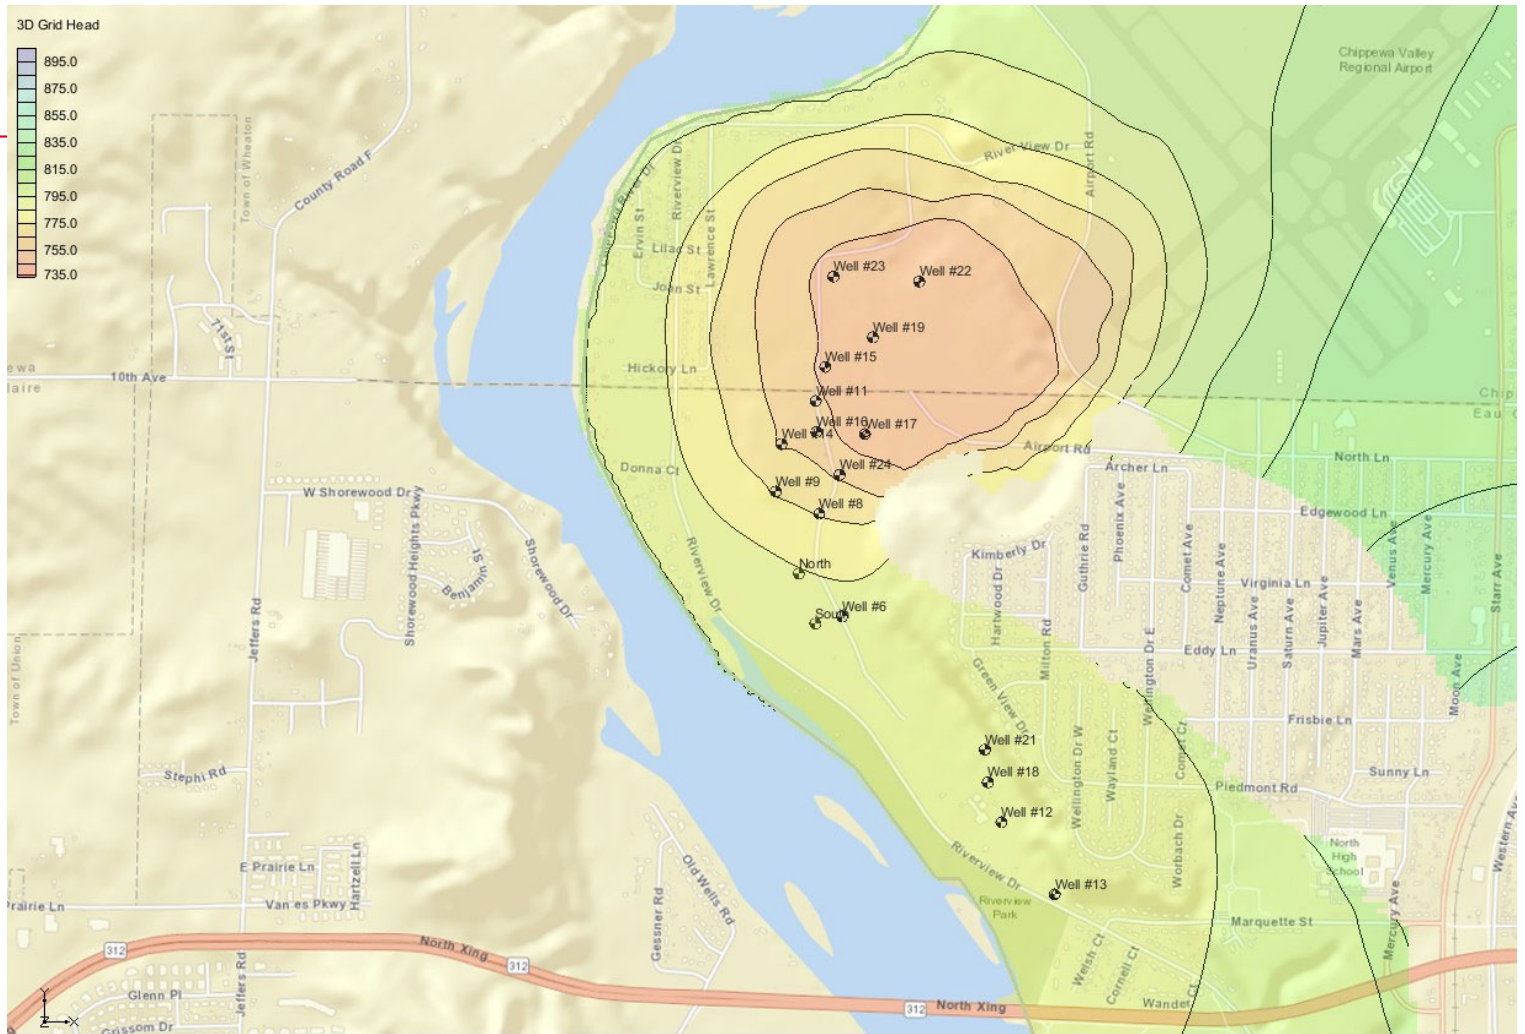 3D Grid Head
895.0
875.0
855.0
835.0
815.0
795.0
775.0
755.0
735.0
Chippewa Valley
Regional Airport
Town of Wheaton
County Road F
River View Dr
Airport Rd
Riverview Dr
Ervin St
Lilac St
Lawrence St
Joan St
71st St
10th Ave
Hickory Ln
Well #23
Well #22
Well #19
Well #15
Well #11
Well #16
Well #17
Well #24
Well #9
Well #8
North
Well #6
Well #21
Well #18
Well #12
Well #13
Donna Ct
W Shorewood Dr
Shorewood Heights Pkwy
Benjamin St
Shorewood Dr
Jeffers Rd
Riverview Dr
Airport Rd
Archer Ln
North Ln
Edgewood Ln
Kimberly Dr
Hartwood Dr
Guthrie Rd
Phoenix Ave
Comet Ave
Neptune Ave
Virginia Ln
Venus Ave
Mercury Ave
Starr Ave
Uranus Ave
Saturn Ave
Jupiter Ave
Mars Ave
Eddy Ln
Milton Rd
Wellington Dr E
Green View Dr
Moon Ave
Frisbie Ln
Town of Union
Wellington Dr W
Wayland Ct
Comet Ct
Sunny Ln
Piedmont Rd
Stephi Rd
Worbach Dr
North
High
School
E Prairie Ln
Hartzell Ln
Prairie Ln
Van es Pkwy
Old Wells Rd
Gessner Rd
Riverview Dr
Riverview
Park
Marquette St
Mercury Ave
Western Ave
Welsh Ct
Cornell Ct
Wander Ct
312
North Xing
312
312
North Xing
Jeffers Rd
Glenn Pl
Grissom Dr
Y
Z
X